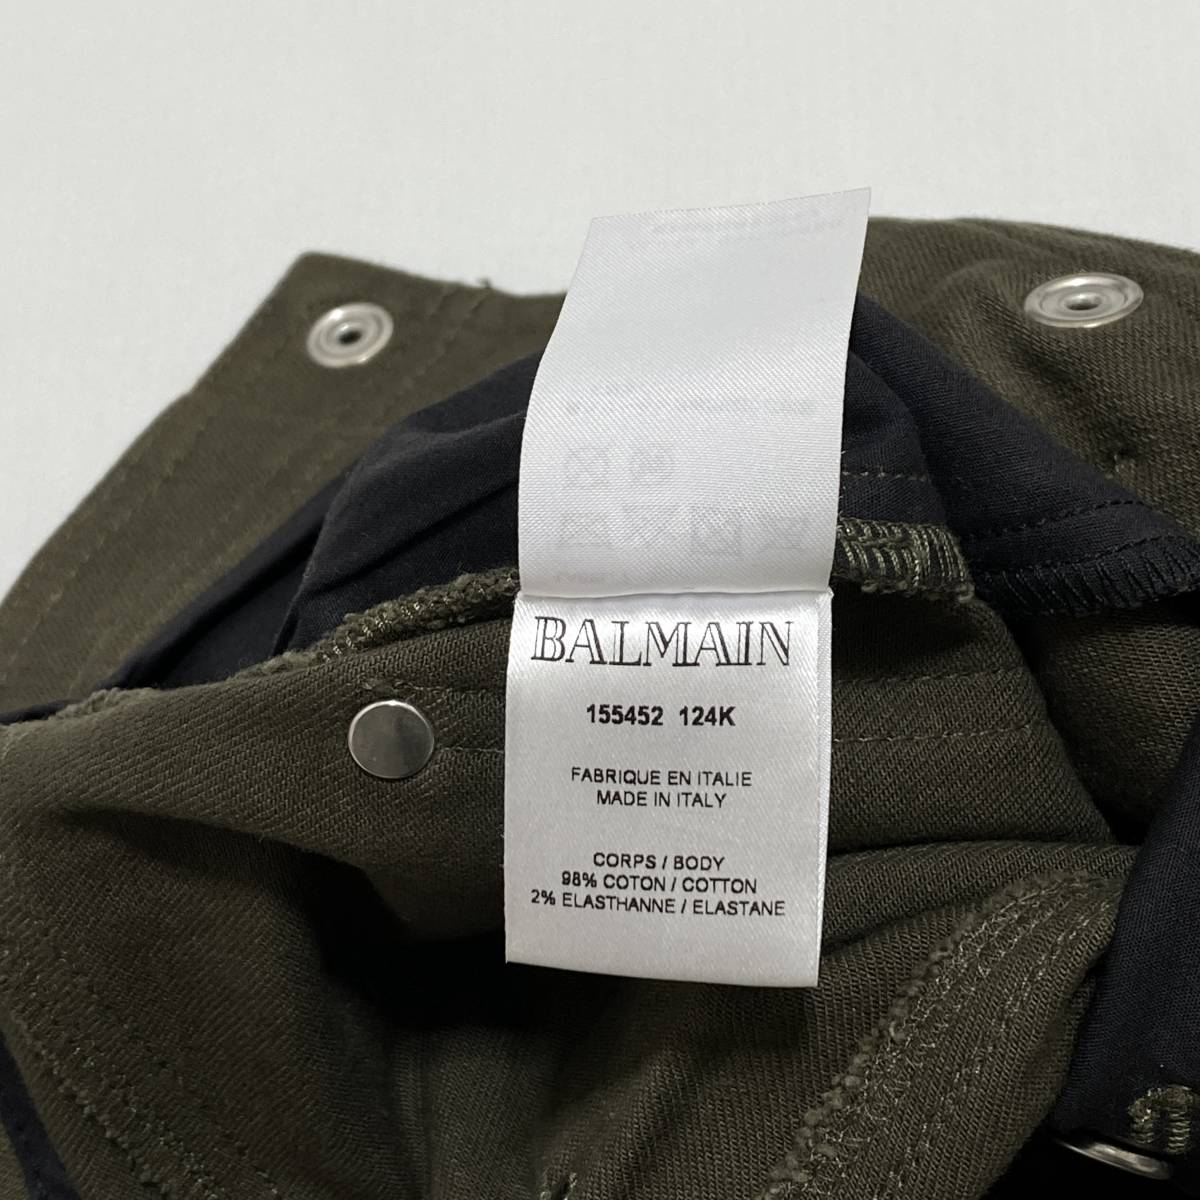 BALMAIN
155452 124K
FABRIQUE EN ITALIE
MADE IN ITALY
CORPS / BODY
98% COTON / COTTON
2% ELASTHANNE / ELASTANE